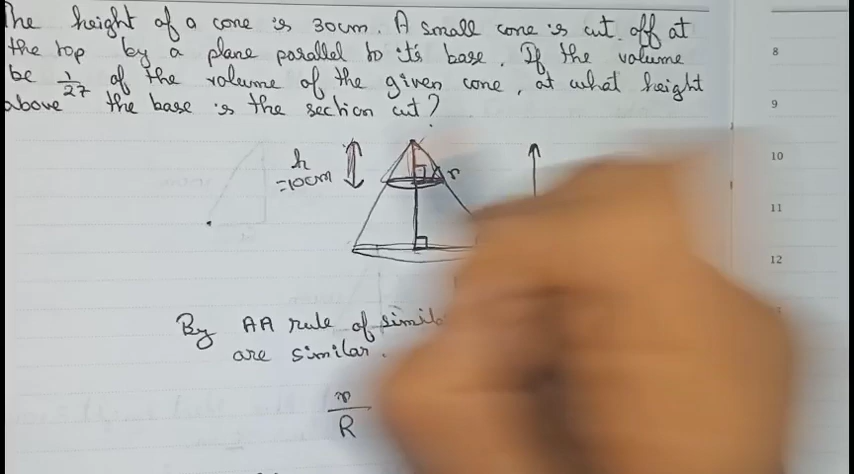 The height of a cone is 30cm. A small cone is cut off at
the top by a plane parallel to its base. If the volume
be 1/27 of the volume of the given cone, at what height
above the base is the section cut?
8
9
10
11
12
h
=10cm
r
By AA rule of
are similar.
r
R